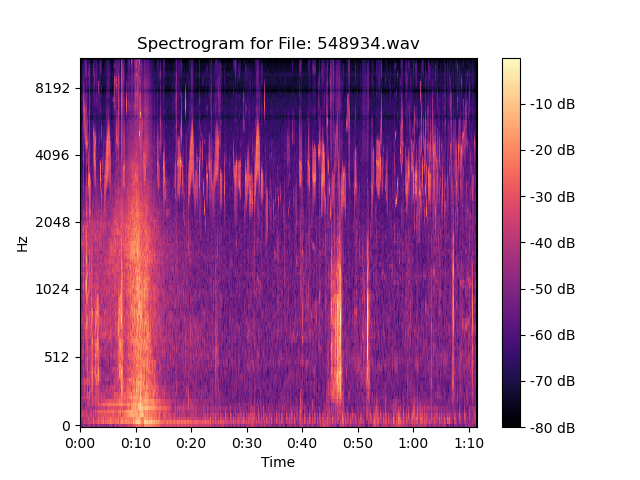 Spectrogram for File: 548934.wav
8192
4096
2048
1024
512
0
Hz
0:00 0:10 0:20 0:30 0:40 0:50 1:00 1:10
Time
-10 dB
-20 dB
-30 dB
-40 dB
-50 dB
-60 dB
-70 dB
-80 dB